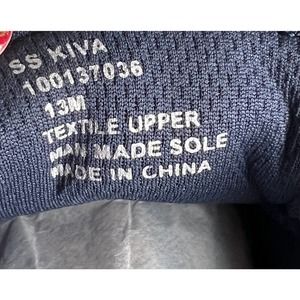 SS KIVA
100137036
13M
TEXTILE UPPER
MAN MADE SOLE
MADE IN CHINA